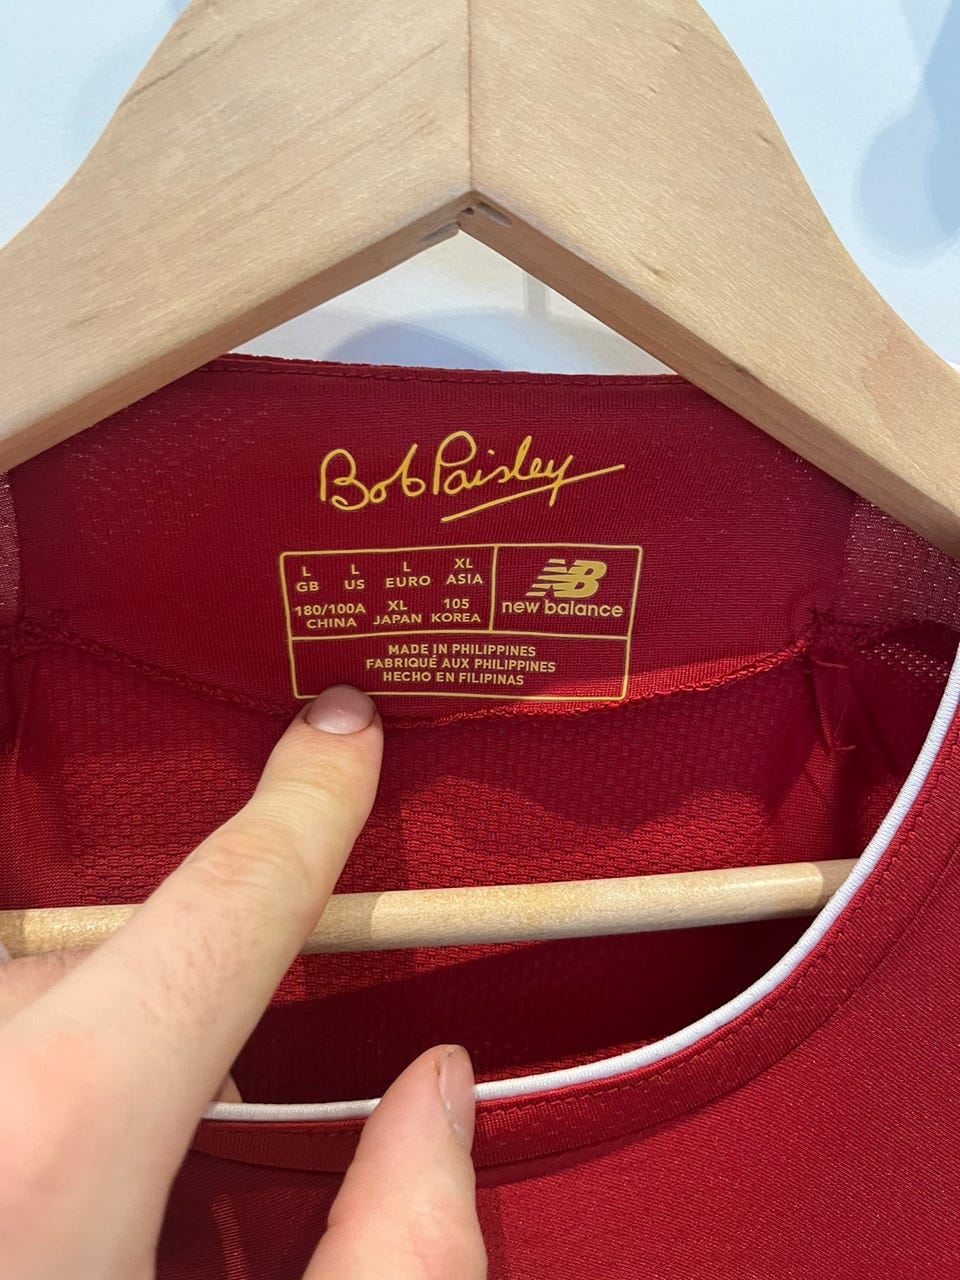 Bob Paisley
L L L XL
GB US EURO ASIA
180/100A XL 105
CHINA JAPAN KOREA
NB
new balance
MADE IN PHILIPPINES
FABRIQUÉ AUX PHILIPPINES
HECHO EN FILIPINAS